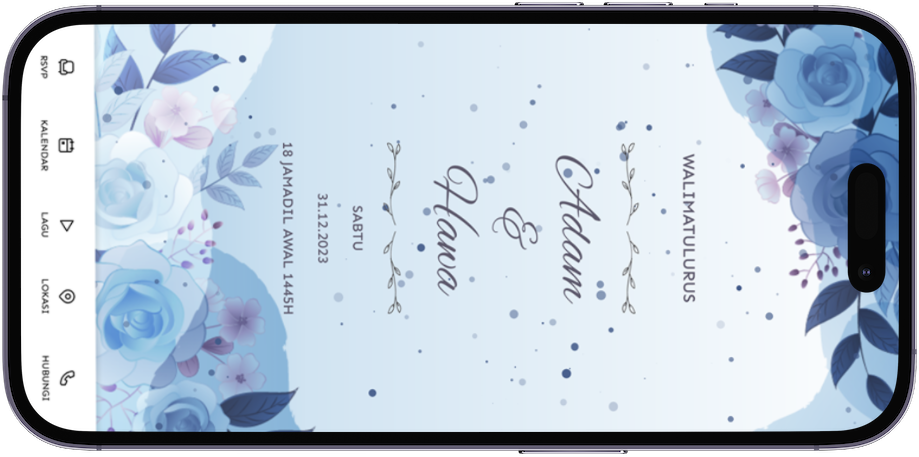 WALIMATULURUS
Adam
&
Hawa
SABTU
31.12.2023
18 JAMADIL AWAL 1445H
HUBUNGI
LOKASI
LAGU
KALENDAR
RSVP